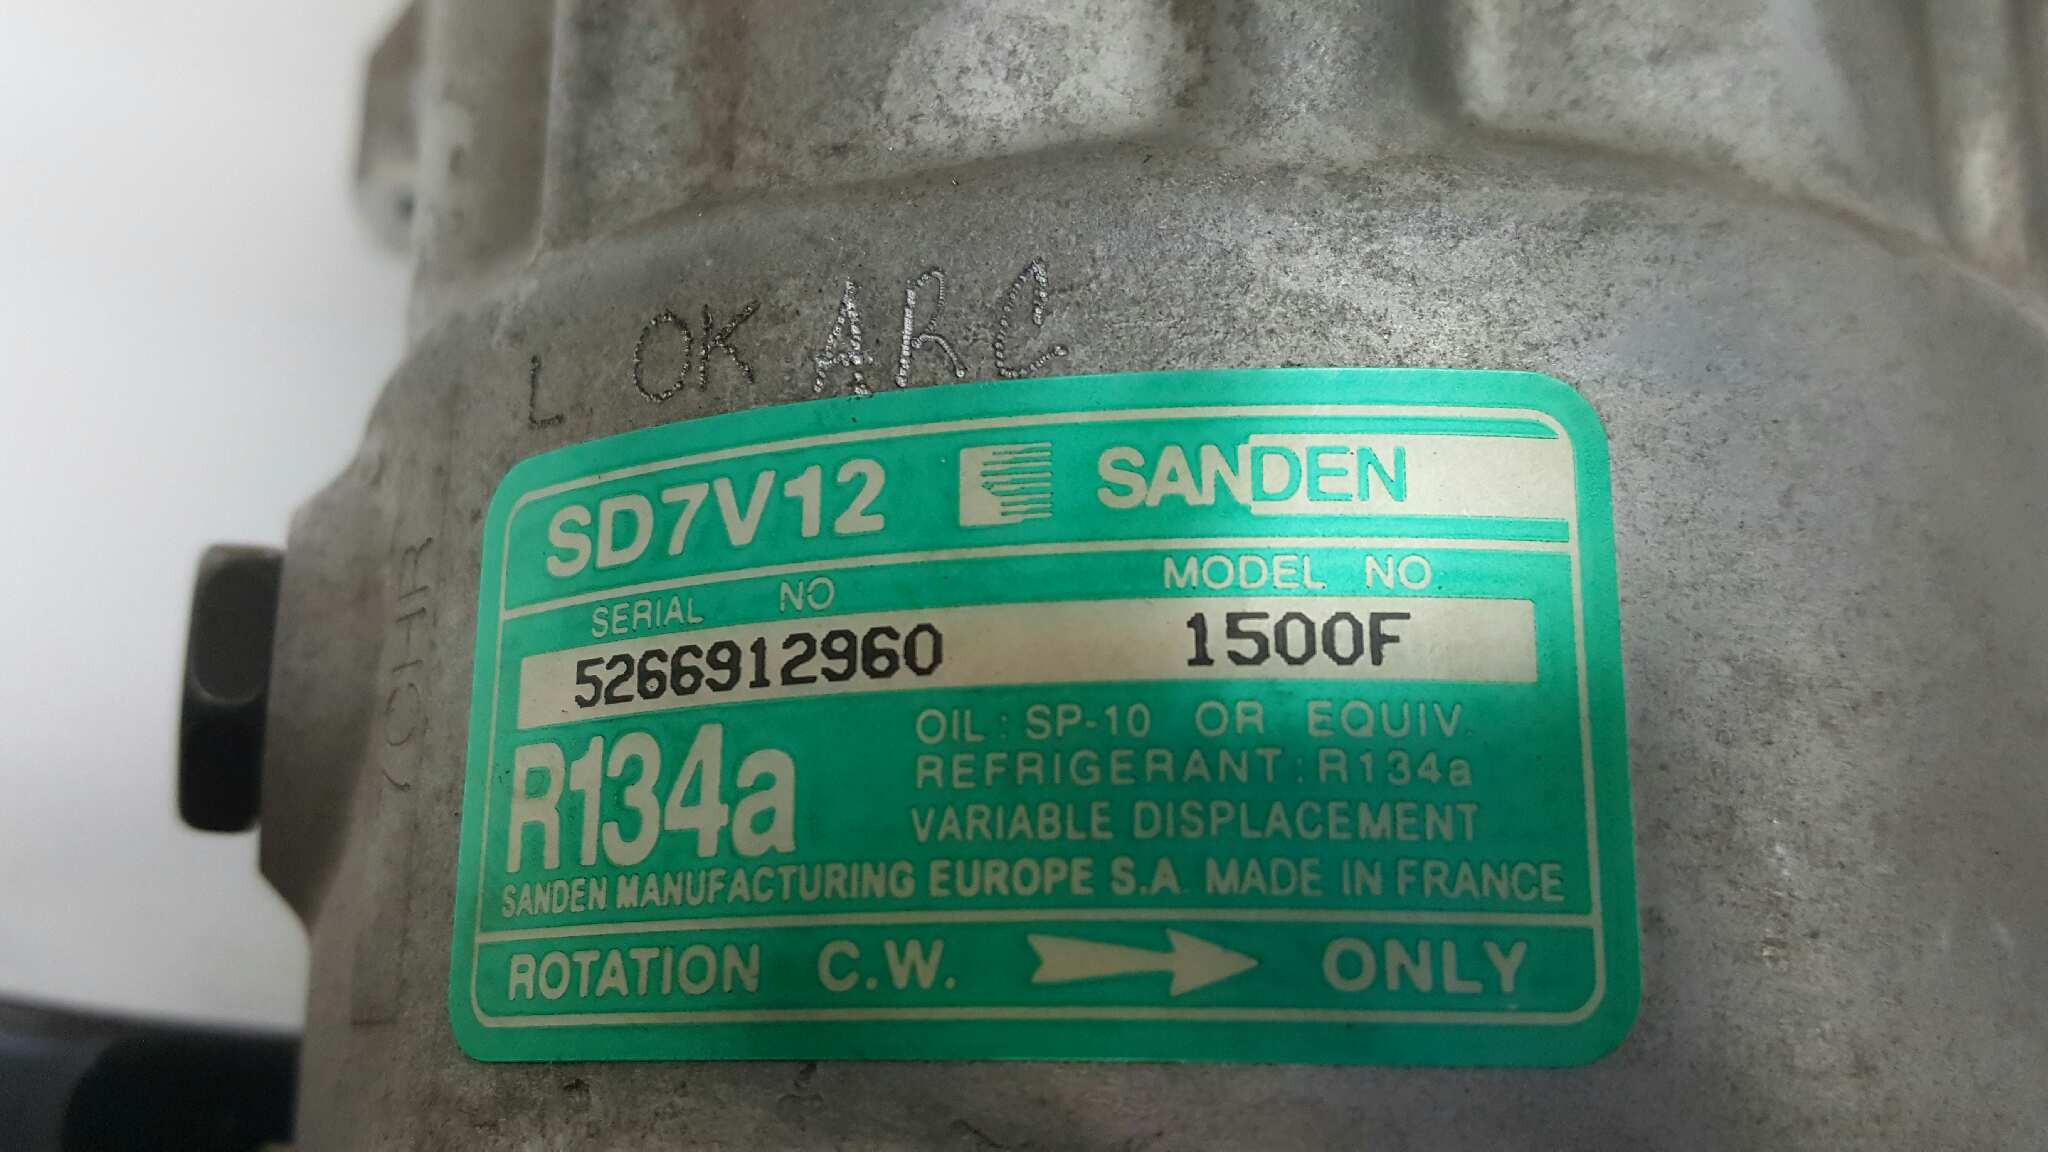 L OK ARC
SD7V12 SANDEN
SERIAL NO MODEL NO.
5266912960 1500F
R134a
OIL: SP-10 OR EQUIV.
REFRIGERANT: R134a
VARIABLE DISPLACEMENT
SANDEN MANUFACTURING EUROPE S.A. MADE IN FRANCE
ROTATION C.W. ONLY